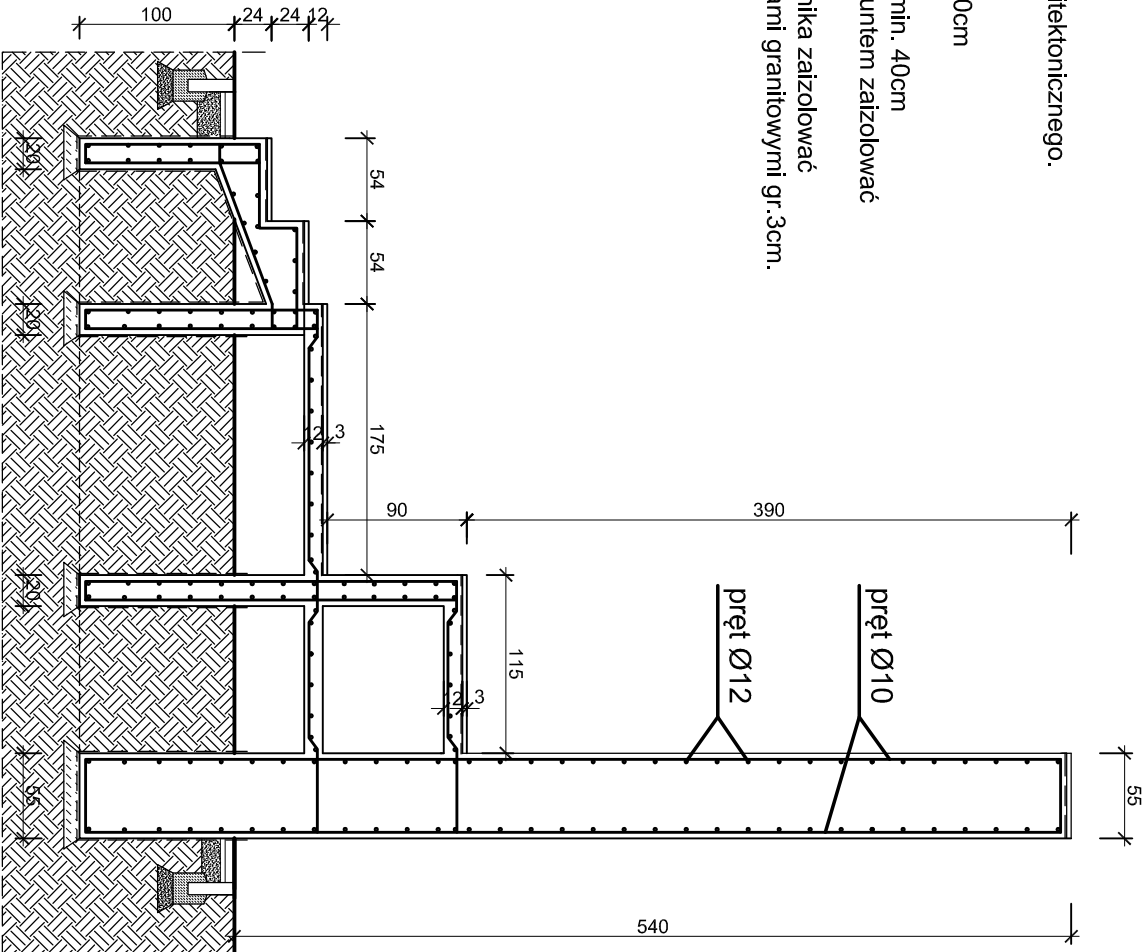 itektonicznego.
0cm
min. 40cm
untem zaizolować
nika zaizolować
ami granitowymi gr.3cm.
pręt Ø10
pręt Ø12
100
24
24
12
54
54
175
90
390
115
55
540
12
3
12
3
20
20
20
55